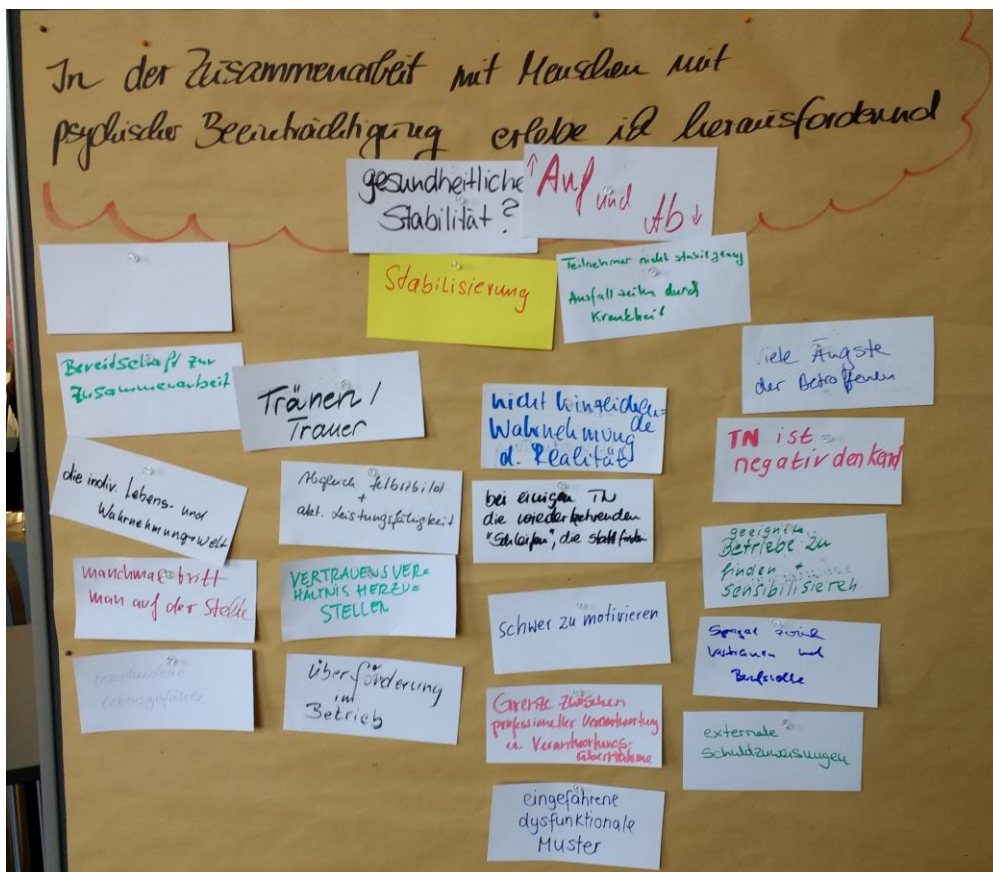 In der Zusammenarbeit mit Menschen mit
psychischer Beeinträchtigung erlebe ich herausfordernd
gesundheitliche
Stabilität?
↑ Auf
und
Ab ↓
Stabilisierung
Teilnehmer nicht stabil genug
Ausfallzeiten durch
Krankheit
Bereitschaft zur
Zusammenarbeit
Tränen /
Trauer
nicht hinreichen=
de
Wahrnehmung
d. Realität
viele Ängste
der Betroffenen
TN ist
negativ denkend
die indiv. Lebens- und
Wahrnehmungswelt
Abgleich Selbstbild
+
akt. Leistungsfähigkeit
bei einigen TN
die wiederkehrenden
"Schleifen", die stattfinden
geeignete
Betriebe zu
finden +
sensibilisieren
manchmal tritt
man auf der Stelle
VERTRAUENSVER-
HÄLTNIS HERZU-
STELLEN
schwer zu motivieren
Spagat zwischen
Vertrauen und
Berufsrolle
verschiedene
Lebensgefühle
Überforderung
im
Betrieb
Grenze zwischen
professioneller Verantwortung
u. Verantwortungs-
übernahme
externale
Schuldzuweisungen
eingefahrene
dysfunktionale
Muster